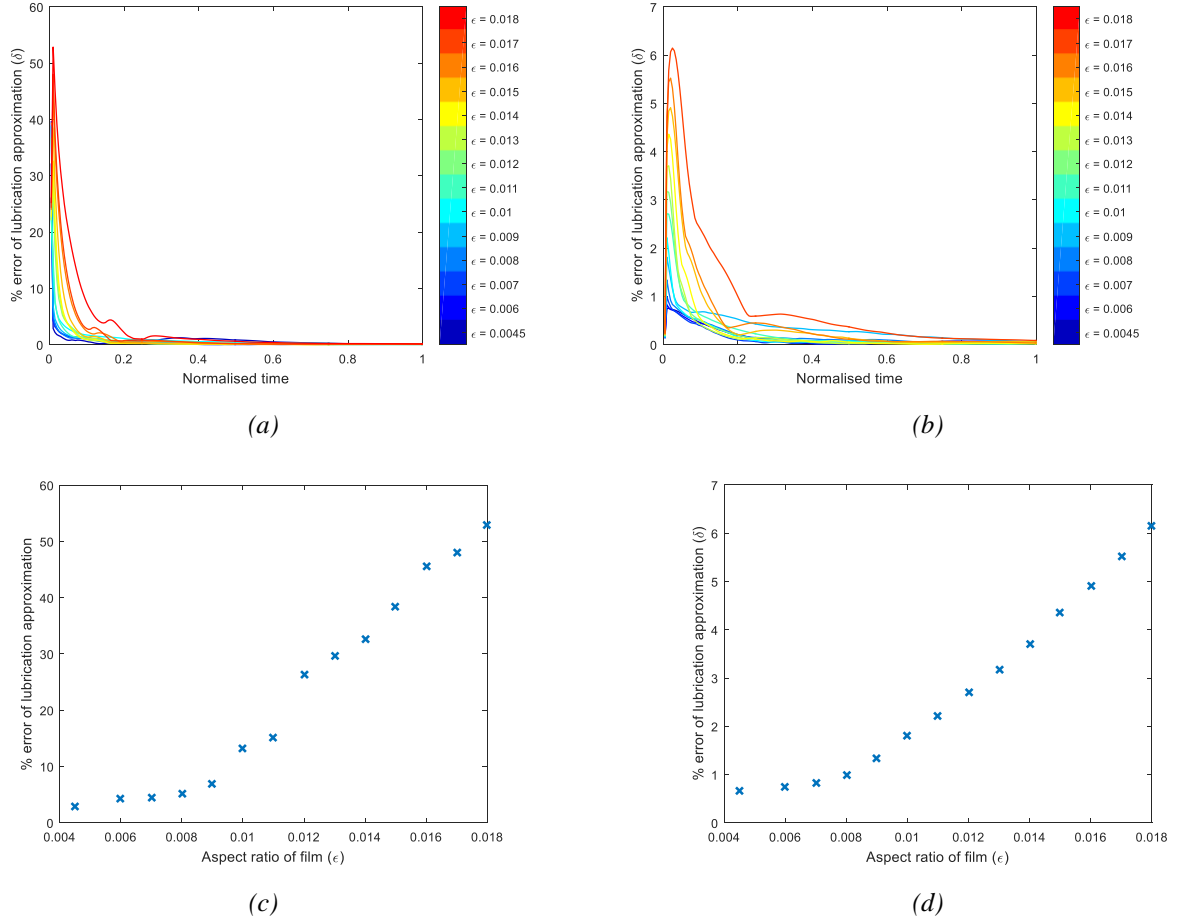 % error of lubrication approximation (δ)
60
50
40
30
20
10
0
0
0.2
0.4
0.6
0.8
1
Normalised time
ϵ = 0.018
ϵ = 0.017
ϵ = 0.016
ϵ = 0.015
ϵ = 0.014
ϵ = 0.013
ϵ = 0.012
ϵ = 0.011
ϵ = 0.01
ϵ = 0.009
ϵ = 0.008
ϵ = 0.006
ϵ = 0.0045
(a)
% error of lubrication approximation (δ)
7
6
5
4
3
2
1
0
0
0.2
0.4
0.6
0.8
1
Normalised time
ϵ = 0.018
ϵ = 0.017
ϵ = 0.016
ϵ = 0.015
ϵ = 0.014
ϵ = 0.013
ϵ = 0.012
ϵ = 0.011
ϵ = 0.01
ϵ = 0.009
ϵ = 0.008
ϵ = 0.006
ϵ = 0.0045
(b)
% error of lubrication approximation
60
50
40
30
20
10
0
0.004
0.006
0.008
0.01
0.012
0.014
0.016
0.018
Aspect ratio of film (ϵ)
(c)
% error of lubrication approximation (δ)
7
6
5
4
3
2
1
0
0.004
0.006
0.008
0.01
0.012
0.014
0.016
0.018
Aspect ratio of film (ϵ)
(d)